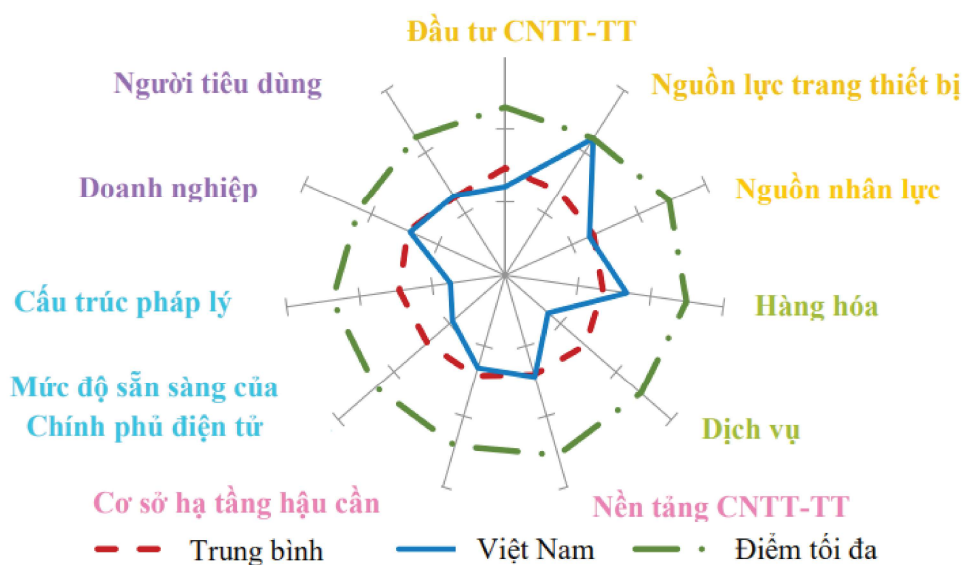 Đầu tư CNTT-TT
Người tiêu dùng
Nguồn lực trang thiết bị
Doanh nghiệp
Nguồn nhân lực
Cấu trúc pháp lý
Hàng hóa
Mức độ sẵn sàng của
Chính phủ điện tử
Dịch vụ
Cơ sở hạ tầng hậu cần
Nền tảng CNTT-TT
Trung bình
Việt Nam
Điểm tối đa